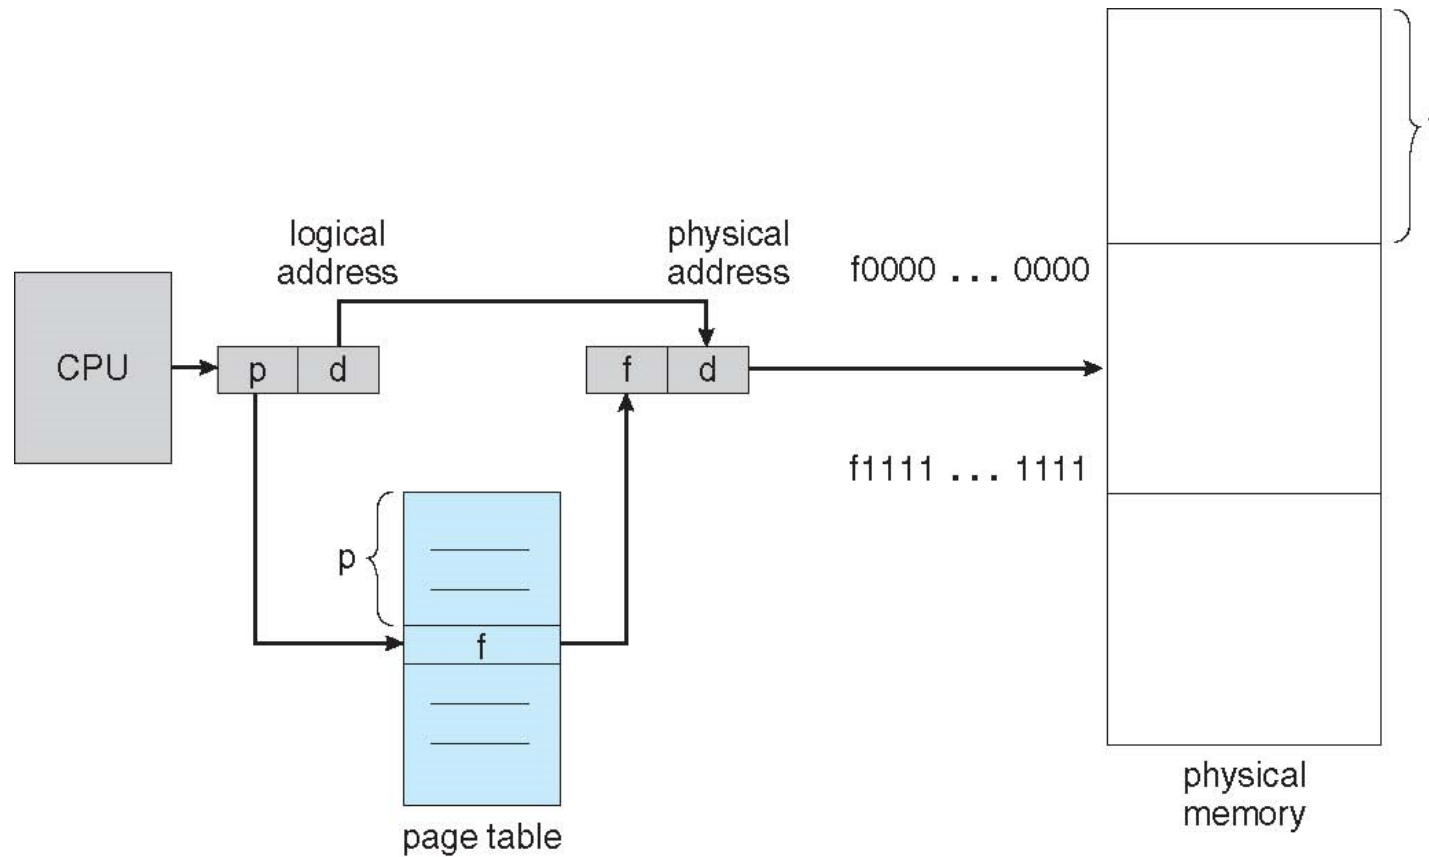 logical
address
physical
address
f0000 ... 0000
CPU
p
d
f
d
f1111 ... 1111
p
f
page table
physical
memory